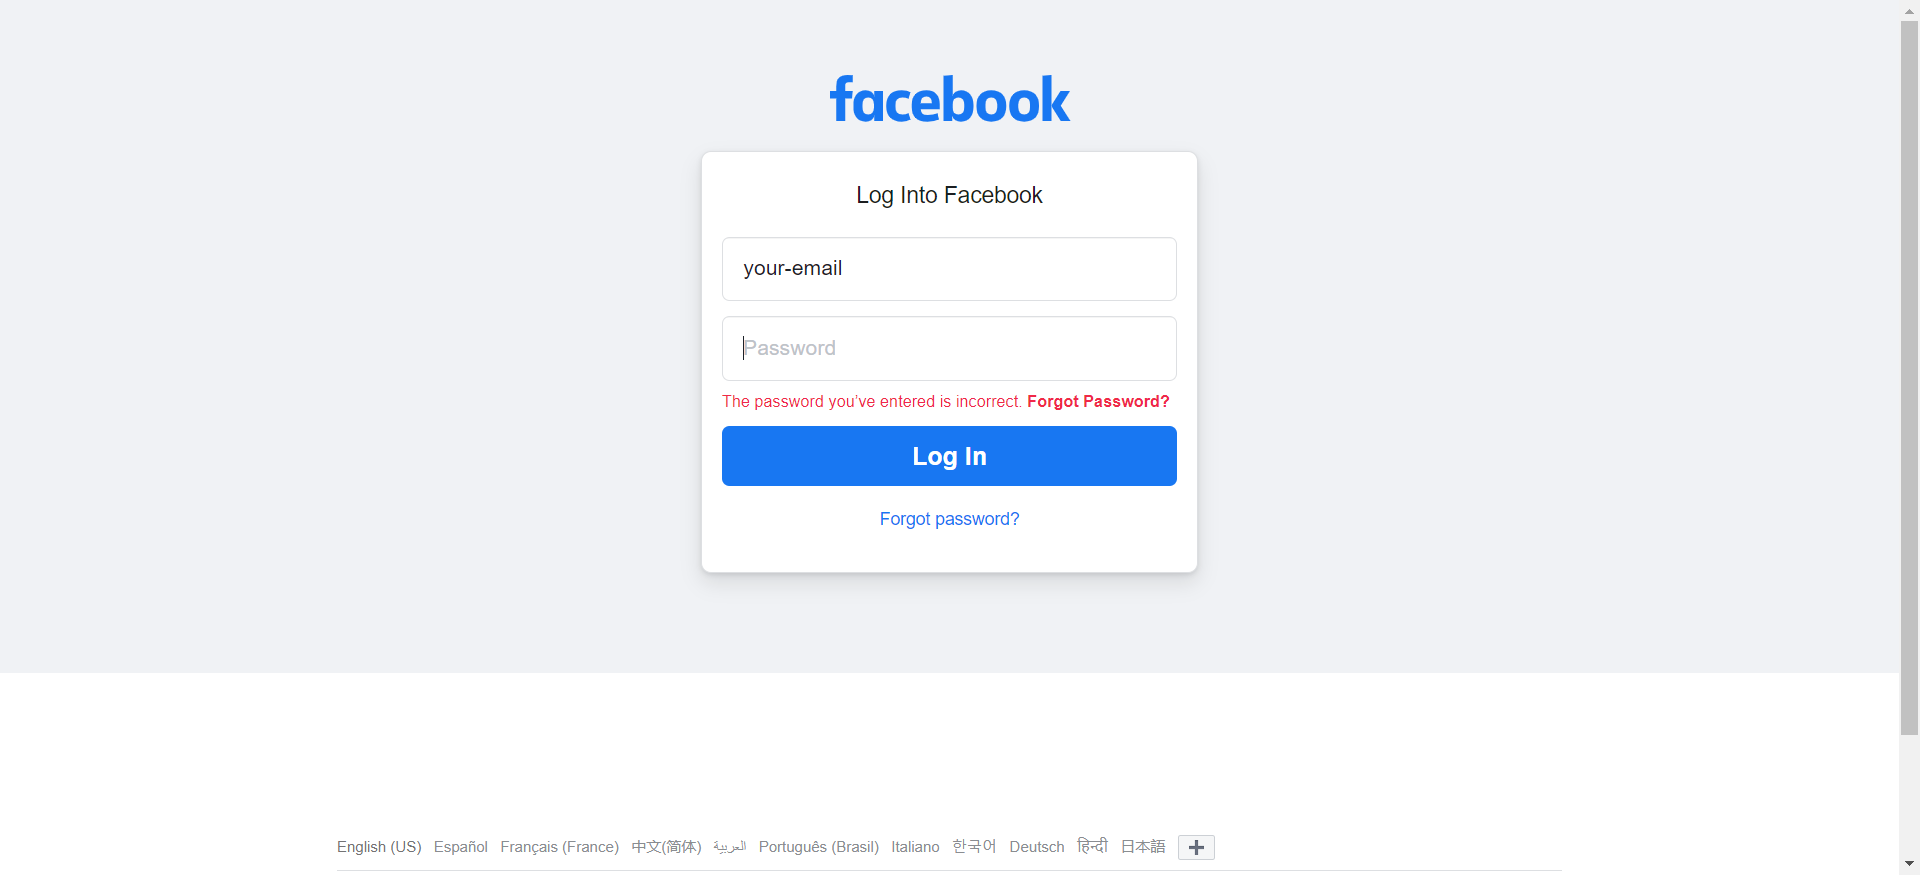 facebook
Log Into Facebook
your-email
Password
The password you've entered is incorrect. Forgot Password?
Log In
Forgot password?
English (US) Español Français (France) 中文(简体) العربية Português (Brasil) Italiano 한국어 Deutsch हिन्दी 日本語